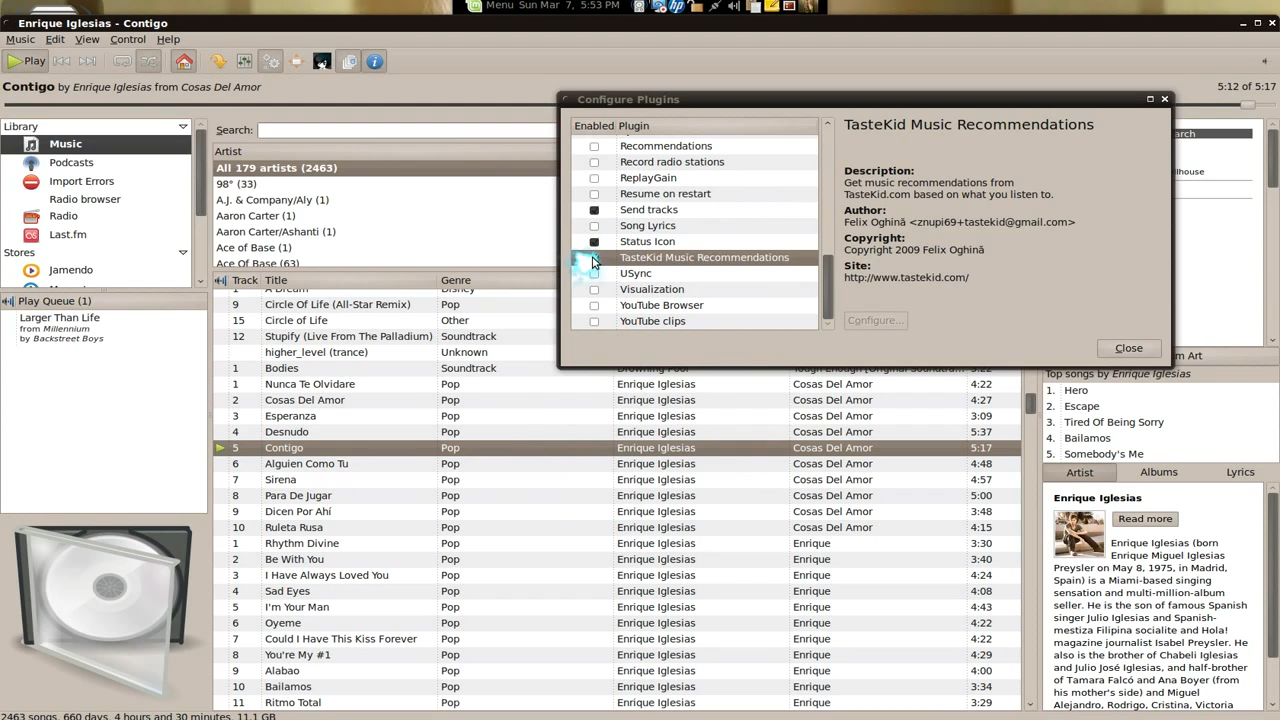 Menu Sun Mar 7, 5:53 PM
Enrique Iglesias - Contigo
Music Edit View Control Help
Play
Contigo by Enrique Iglesias from Cosas Del Amor
5:12 of 5:17
Library
Music
Podcasts
Import Errors
Radio browser
Radio
Last.fm
Stores
Jamendo
Play Queue (1)
Larger Than Life
from Millennium
by Backstreet Boys
Search:
Artist
All 179 artists (2463)
98° (33)
A.J. & Company/Aly (1)
Aaron Carter (1)
Aaron Carter/Ashanti (1)
Ace of Base (1)
Ace Of Base (63)
Track Title Genre
9 Circle Of Life (All-Star Remix) Pop
15 Circle of Life Other
12 Stupify (Live From The Palladium) Soundtrack
higher_level (trance) Unknown
1 Bodies Soundtrack
1 Nunca Te Olvidare Pop Enrique Iglesias Cosas Del Amor 4:22
2 Cosas Del Amor Pop Enrique Iglesias Cosas Del Amor 4:27
3 Esperanza Pop Enrique Iglesias Cosas Del Amor 3:09
4 Desnudo Pop Enrique Iglesias Cosas Del Amor 5:37
5 Contigo Pop Enrique Iglesias Cosas Del Amor 5:17
6 Alguien Como Tu Pop Enrique Iglesias Cosas Del Amor 4:48
7 Sirena Pop Enrique Iglesias Cosas Del Amor 4:57
8 Para De Jugar Pop Enrique Iglesias Cosas Del Amor 5:00
9 Dicen Por Ahí Pop Enrique Iglesias Cosas Del Amor 3:48
10 Ruleta Rusa Pop Enrique Iglesias Cosas Del Amor 4:15
1 Rhythm Divine Pop Enrique Iglesias Enrique 3:30
2 Be With You Pop Enrique Iglesias Enrique 3:40
3 I Have Always Loved You Pop Enrique Iglesias Enrique 4:24
4 Sad Eyes Pop Enrique Iglesias Enrique 4:08
5 I'm Your Man Pop Enrique Iglesias Enrique 4:43
6 Oyeme Pop Enrique Iglesias Enrique 4:22
7 Could I Have This Kiss Forever Pop Enrique Iglesias Enrique 4:22
8 You're My #1 Pop Enrique Iglesias Enrique 4:29
9 Alabao Pop Enrique Iglesias Enrique 4:00
10 Bailamos Pop Enrique Iglesias Enrique 3:34
11 Ritmo Total Pop Enrique Iglesias Enrique 3:29
2463 songs, 660 days, 4 hours and 30 minutes, 11.1 GB
Configure Plugins
Enabled Plugin
Recommendations
Record radio stations
ReplayGain
Resume on restart
Send tracks
Song Lyrics
Status Icon
TasteKid Music Recommendations
USync
Visualization
YouTube Browser
YouTube clips
TasteKid Music Recommendations
Description:
Get music recommendations from
TasteKid.com based on what you listen to.
Author:
Felix Oghină <znupi69+tastekid@gmail.com>
Copyright:
Copyright 2009 Felix Oghină
Site:
http://www.tastekid.com/
Configure...
Close
Top songs by Enrique Iglesias
1. Hero
2. Escape
3. Tired Of Being Sorry
4. Bailamos
5. Somebody's Me
Artist Albums Lyrics
Enrique Iglesias
Read more
Enrique Iglesias (born
Enrique Miguel Iglesias
Preysler on May 8, 1975, in Madrid,
Spain) is a Miami-based singing
sensation and multi-million-album
seller. He is the son of famous Spanish
singer Julio Iglesias and Spanish-
mestiza Filipina socialite and Hola!
magazine journalist Isabel Preysler. He
also is the brother of Chabeli Iglesias
and Julio José Iglesias, and half-brother
of Tamara Falcó and Ana Boyer (from
his mother's side) and Miguel
Alejandro, Rodrigo, Cristina, Victoria